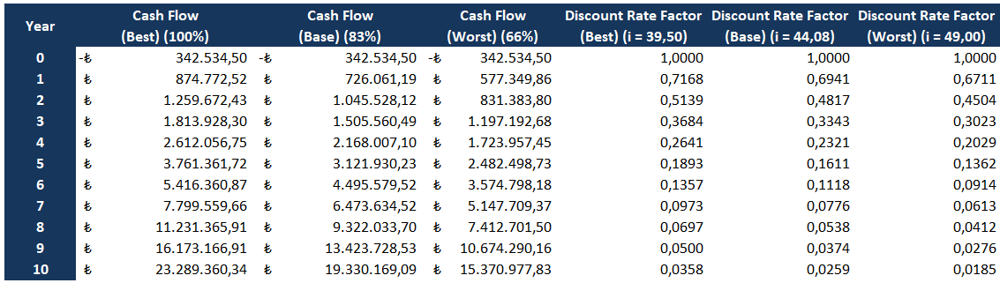 Year Cash Flow (Best) (100%) Cash Flow (Base) (83%) Cash Flow (Worst) (66%) Discount Rate Factor (Best) (i = 39,50) Discount Rate Factor (Base) (i = 44,08) Discount Rate Factor (Worst) (i = 49,00)
0 -₺ 342.534,50 -₺ 342.534,50 -₺ 342.534,50 1,0000 1,0000 1,0000
1 ₺ 874.772,52 ₺ 726.061,19 ₺ 577.349,86 0,7168 0,6941 0,6711
2 ₺ 1.259.672,43 ₺ 1.045.528,12 ₺ 831.383,80 0,5139 0,4817 0,4504
3 ₺ 1.813.928,30 ₺ 1.505.560,49 ₺ 1.197.192,68 0,3684 0,3343 0,3023
4 ₺ 2.612.056,75 ₺ 2.168.007,10 ₺ 1.723.957,45 0,2641 0,2321 0,2029
5 ₺ 3.761.361,72 ₺ 3.121.930,23 ₺ 2.482.498,73 0,1893 0,1611 0,1362
6 ₺ 5.416.360,87 ₺ 4.495.579,52 ₺ 3.574.798,18 0,1357 0,1118 0,0914
7 ₺ 7.799.559,66 ₺ 6.473.634,52 ₺ 5.147.709,37 0,0973 0,0776 0,0613
8 ₺ 11.231.365,91 ₺ 9.322.033,70 ₺ 7.412.701,50 0,0697 0,0538 0,0412
9 ₺ 16.173.166,91 ₺ 13.423.728,53 ₺ 10.674.290,16 0,0500 0,0374 0,0276
10 ₺ 23.289.360,34 ₺ 19.330.169,09 ₺ 15.370.977,83 0,0358 0,0259 0,0185